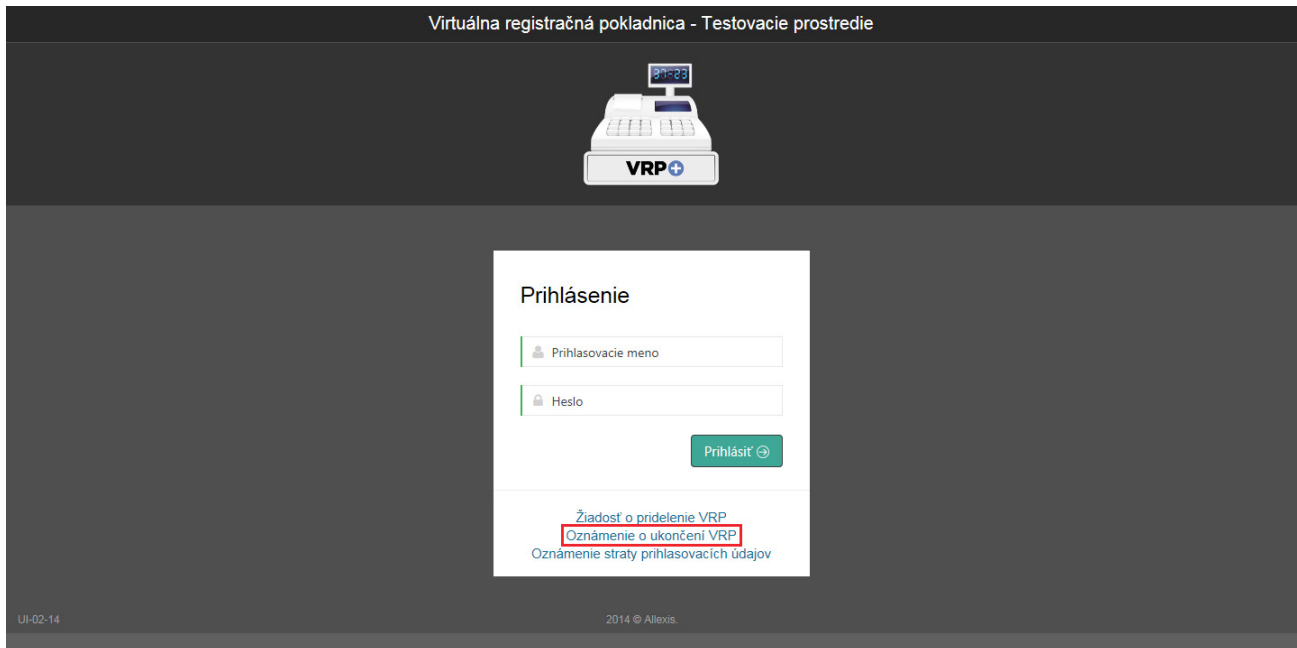 Virtuálna registračná pokladnica - Testovacie prostredie
VRP
Prihlásenie
Prihlasovacie meno
Heslo
Prihlásiť
Žiadosť o pridelenie VRP
Oznámenie o ukončení VRP
Oznámenie straty prihlasovacích údajov
UI-02-14
2014 © Allexis.